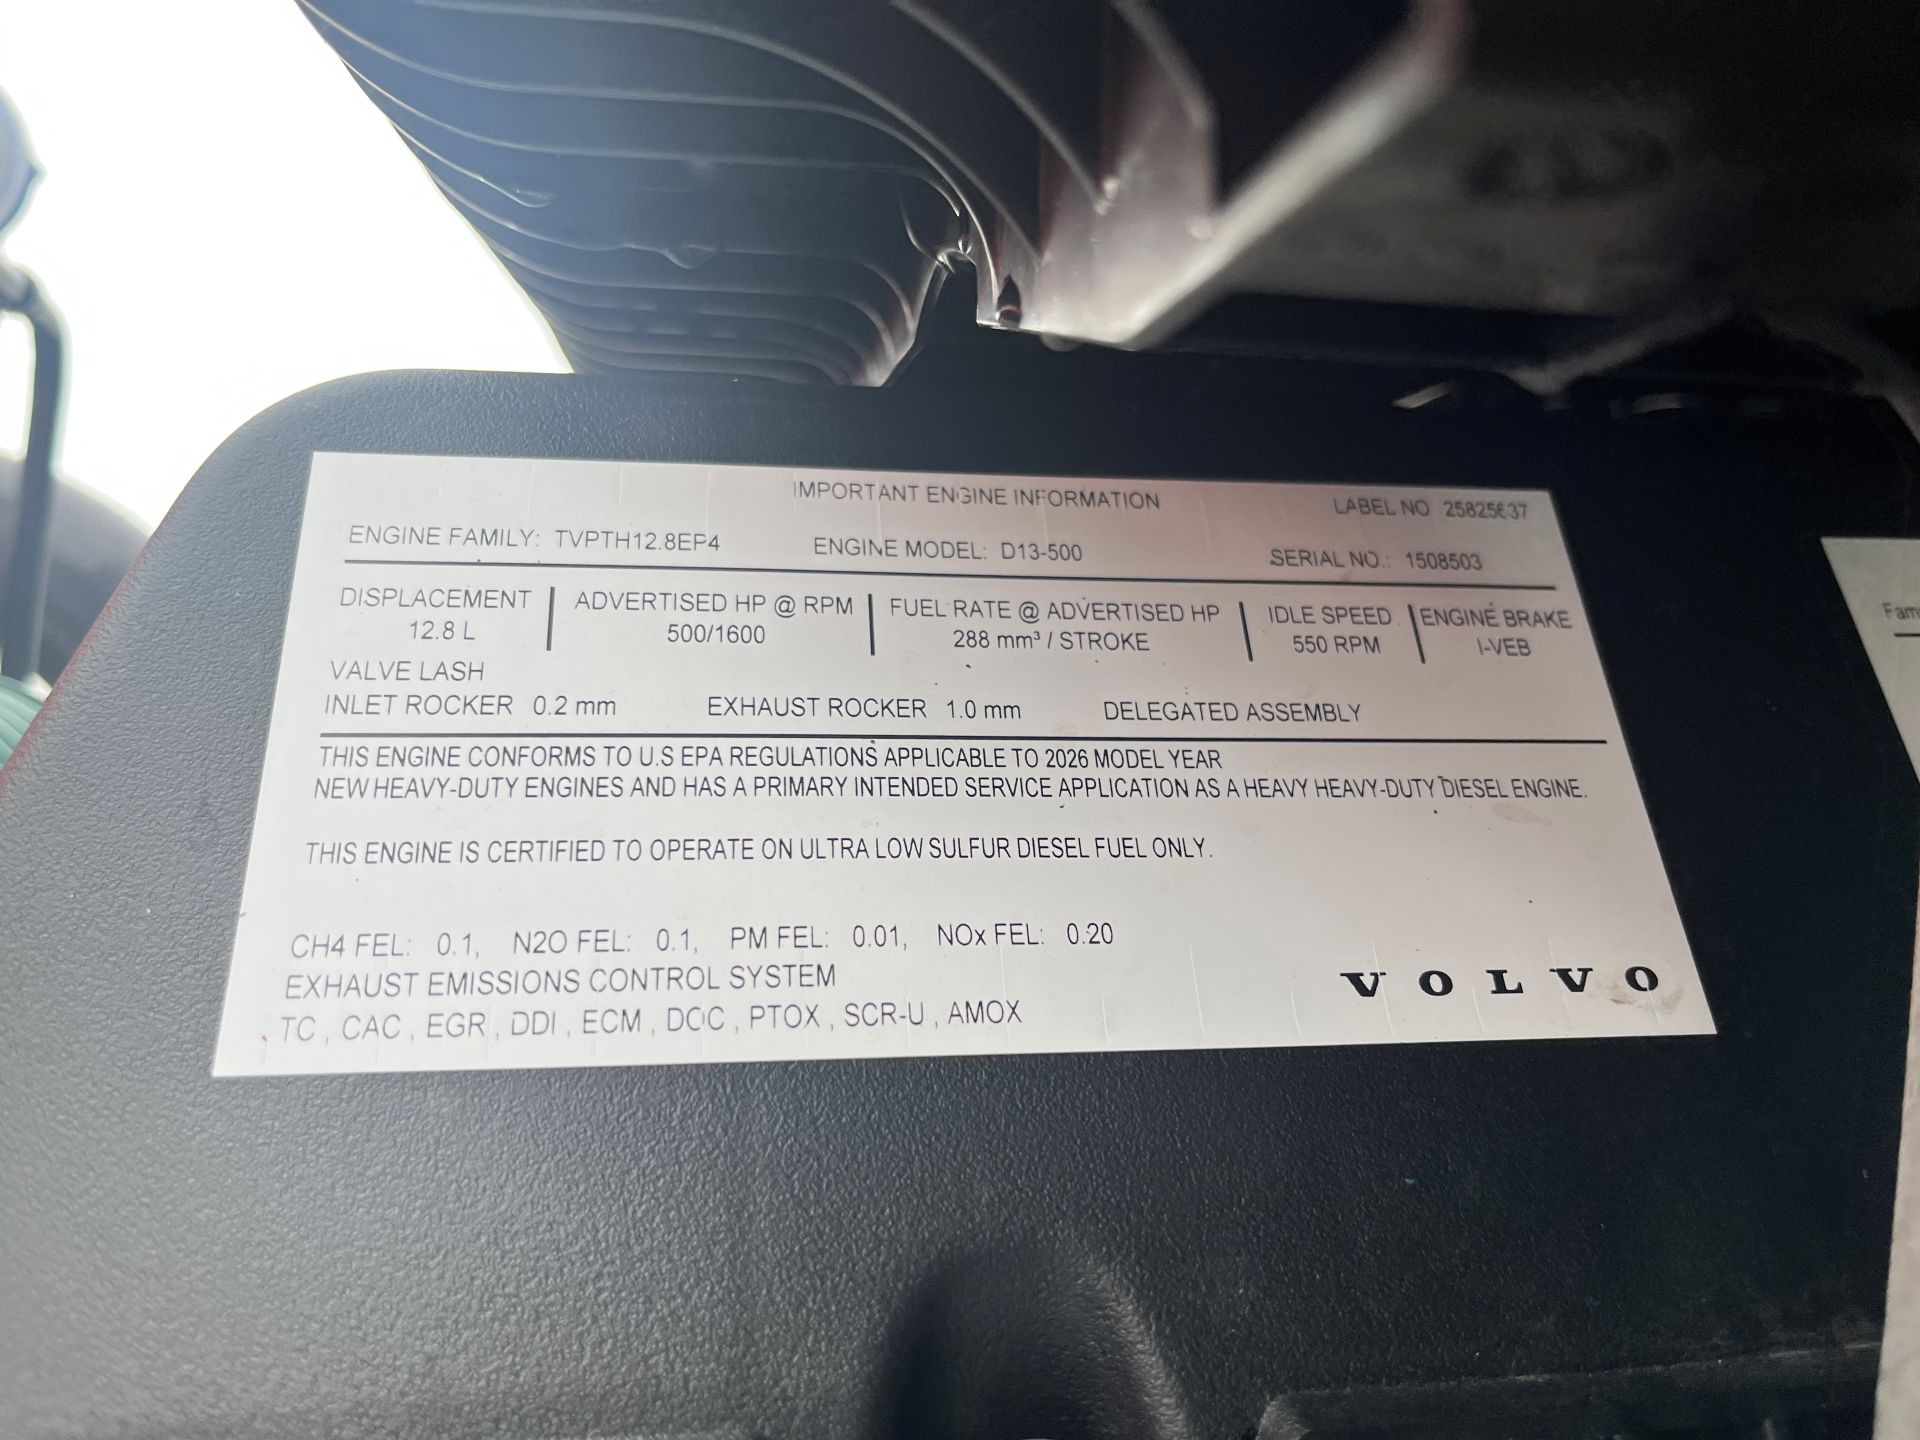 IMPORTANT ENGINE INFORMATION
LABEL NO 25825637
ENGINE FAMILY: TVPTH12.8EP4 ENGINE MODEL: D13-500 SERIAL NO.: 1508503
DISPLACEMENT ADVERTISED HP @ RPM FUEL RATE @ ADVERTISED HP IDLE SPEED ENGINE BRAKE
12.8 L 500/1600 288 mm³ / STROKE 550 RPM I-VEB
VALVE LASH
INLET ROCKER 0.2 mm EXHAUST ROCKER 1.0 mm DELEGATED ASSEMBLY
THIS ENGINE CONFORMS TO U.S EPA REGULATIONS APPLICABLE TO 2026 MODEL YEAR
NEW HEAVY-DUTY ENGINES AND HAS A PRIMARY INTENDED SERVICE APPLICATION AS A HEAVY HEAVY-DUTY DIESEL ENGINE.
THIS ENGINE IS CERTIFIED TO OPERATE ON ULTRA LOW SULFUR DIESEL FUEL ONLY.
CH4 FEL: 0.1, N2O FEL: 0.1, PM FEL: 0.01, NOx FEL: 0.20
EXHAUST EMISSIONS CONTROL SYSTEM
TC , CAC , EGR , DDI , ECM , DOC , PTOX , SCR-U , AMOX
VOLVO